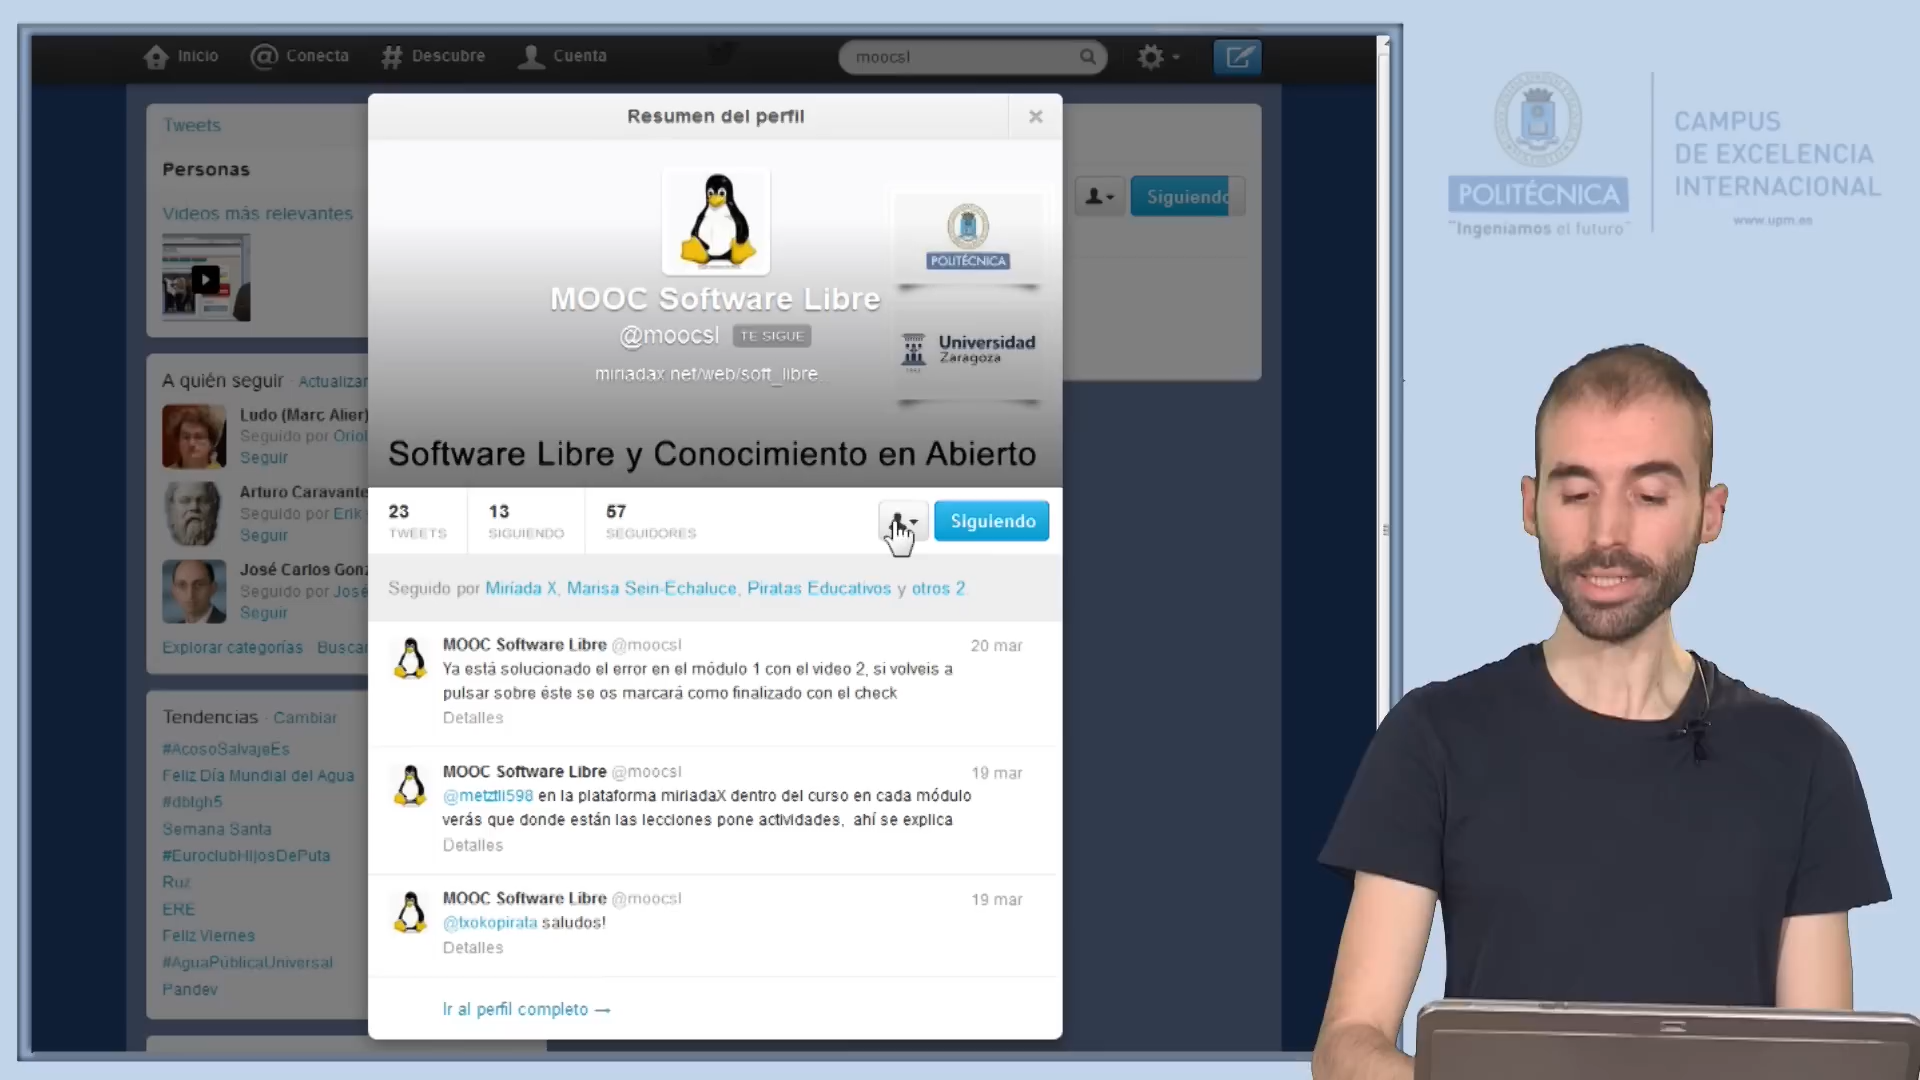 Inicio
Conecta
Descubre
Cuenta
moocsl
Tweets
Personas
Videos más relevantes
A quién seguir · Actualizar
Ludo (Marc Alier)
Seguido por Oriol
Seguir
Arturo Caravante
Seguido por Erik
Seguir
José Carlos Gonz
Seguido por José
Seguir
Explorar categorías Buscar
Tendencias · Cambiar
#AcosoSalvajeEs
Feliz Día Mundial del Agua
#dblgh5
Semana Santa
#EuroclubHijosDePuta
Ruz
ERE
Feliz Viernes
#AguaPúblicaUniversal
Pandev
Resumen del perfil
POLITÉCNICA
Universidad
Zaragoza
1542
MOOC Software Libre
@moocsl TE SIGUE
miriadax.net/web/soft_libre...
Software Libre y Conocimiento en Abierto
23
TWEETS
13
SIGUIENDO
57
SEGUIDORES
Siguiendo
Seguido por Miríada X, Marisa Sein-Echaluce, Piratas Educativos y otros 2.
MOOC Software Libre @moocsl 20 mar
Ya está solucionado el error en el módulo 1 con el video 2, si volveis a
pulsar sobre éste se os marcará como finalizado con el check
Detalles
MOOC Software Libre @moocsl 19 mar
@metztli598 en la plataforma miriadaX dentro del curso en cada módulo
verás que donde están las lecciones pone actividades, ahí se explica
Detalles
MOOC Software Libre @moocsl 19 mar
@txokopirata saludos!
Detalles
Ir al perfil completo →
Siguiendo
POLITÉCNICA
"Ingeniamos el futuro"
CAMPUS
DE EXCELENCIA
INTERNACIONAL
www.upm.es